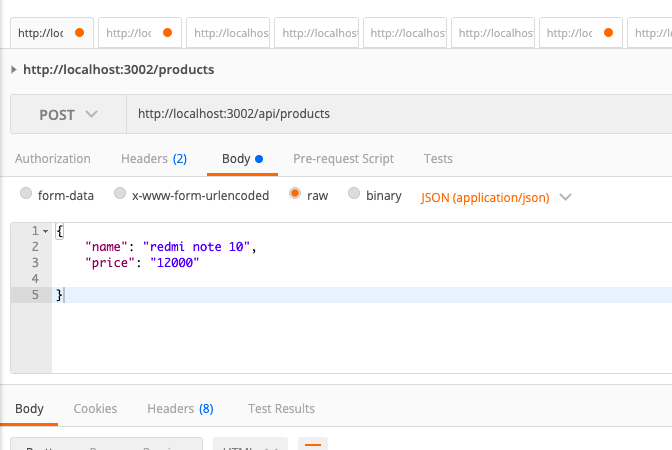 http://loc http://loc http://localhost http://localhost http://localhost http://localhost http://loc http://l
http://localhost:3002/products
POST http://localhost:3002/api/products
Authorization Headers (2) Body Pre-request Script Tests
form-data x-www-form-urlencoded raw binary JSON (application/json)
1 {
2 "name": "redmi note 10",
3 "price": "12000"
4
5 }
Body Cookies Headers (8) Test Results